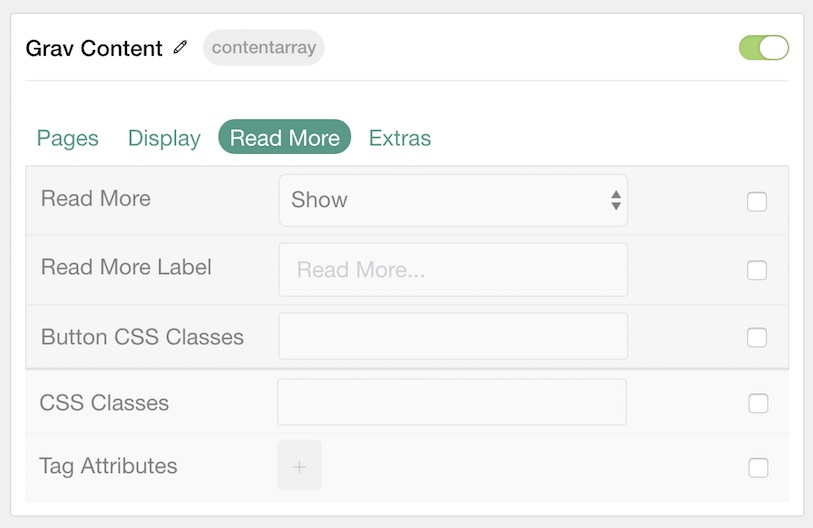 Grav Content contentarray
Pages Display Read More Extras
Read More Show
Read More Label Read More...
Button CSS Classes
CSS Classes
Tag Attributes +